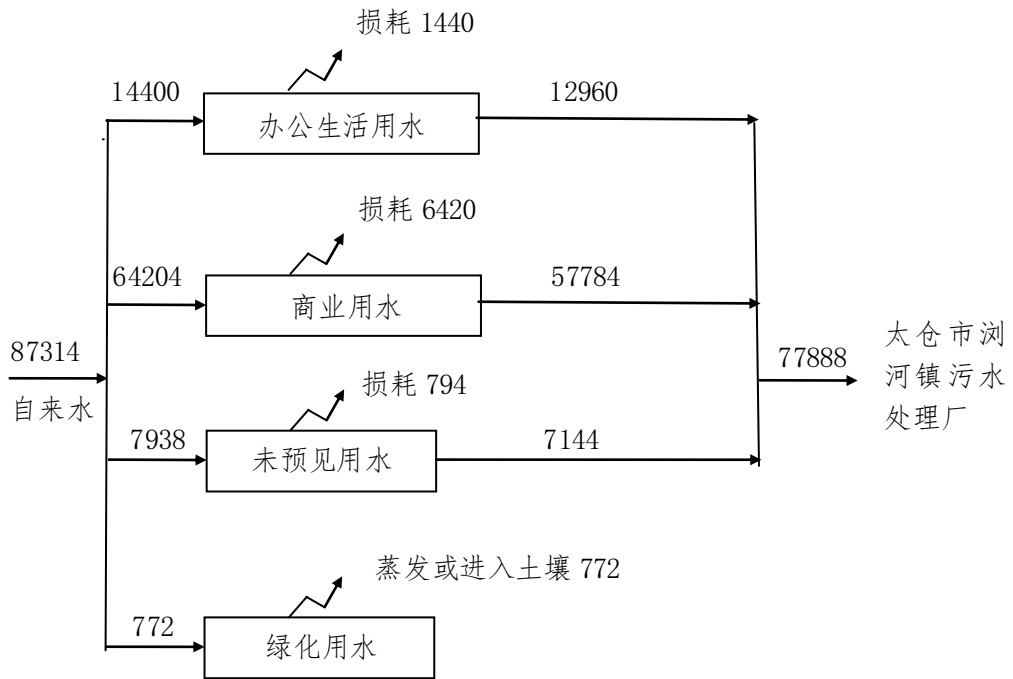 损耗 1440
14400
办公生活用水
12960
损耗 6420
64204
商业用水
57784
87314
自来水
77888
太仓市浏
河镇污水
处理厂
损耗 794
7938
未预见用水
7144
蒸发或进入土壤 772
772
绿化用水